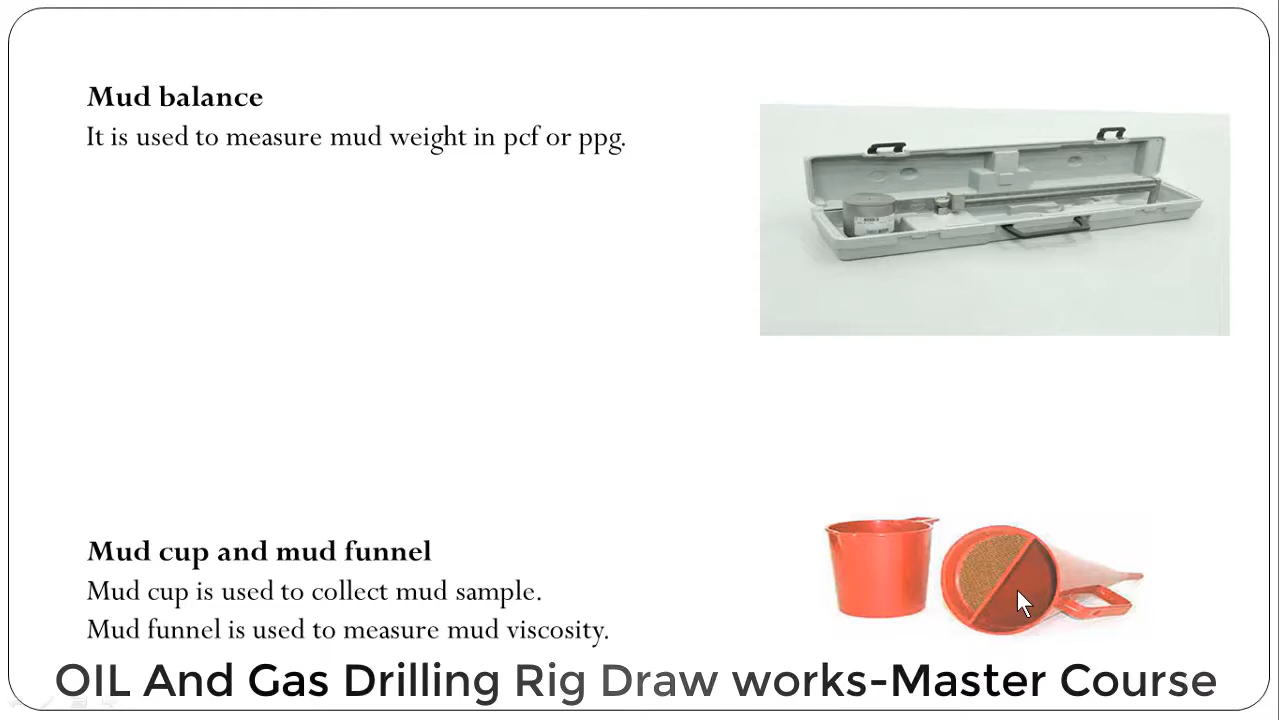 Mud balance
It is used to measure mud weight in pcf or ppg.
Mud cup and mud funnel
Mud cup is used to collect mud sample.
Mud funnel is used to measure mud viscosity.
OIL And Gas Drilling Rig Draw works-Master Course